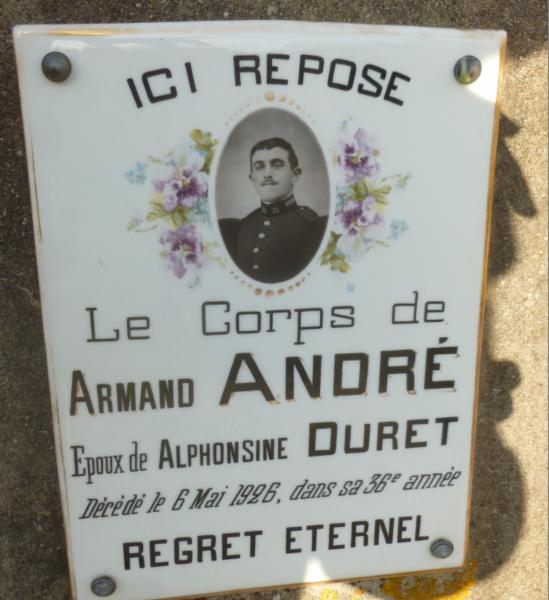 ICI REPOSE
Le Corps de
ARMAND ANDRÉ
Epoux de ALPHONSINE DURET
Décédé le 6 Mai 1926, dans sa 36e année
REGRET ETERNEL